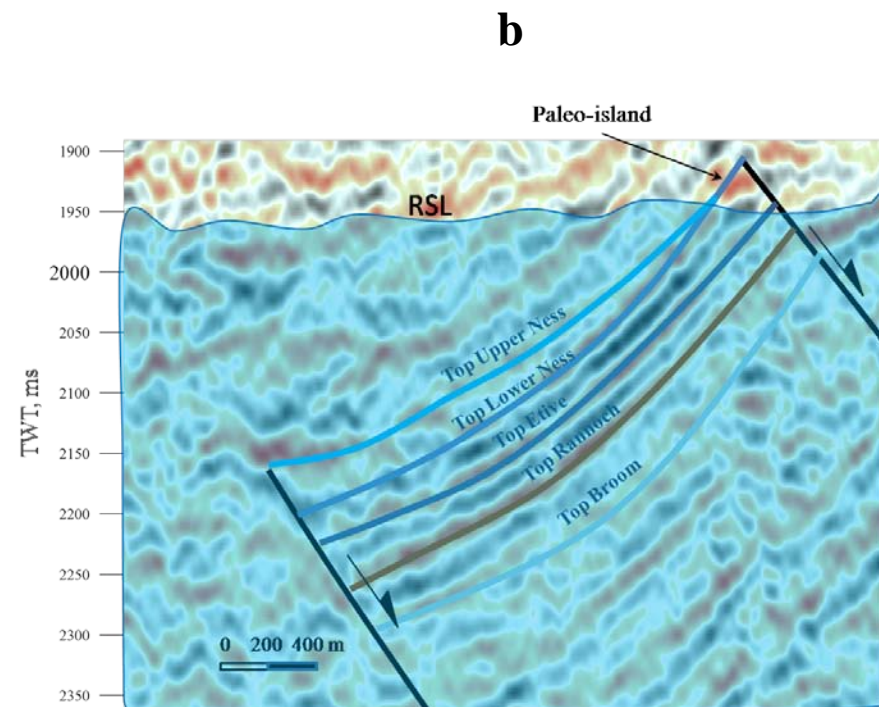 b
Paleo-island
1900
RSL
1950
2000
2050
2100
2150
2200
2250
2300
2350
TWT, ms
Top Upper Ness
Top Lower Ness
Top Etive
Top Rannoch
Top Broom
0 200 400 m